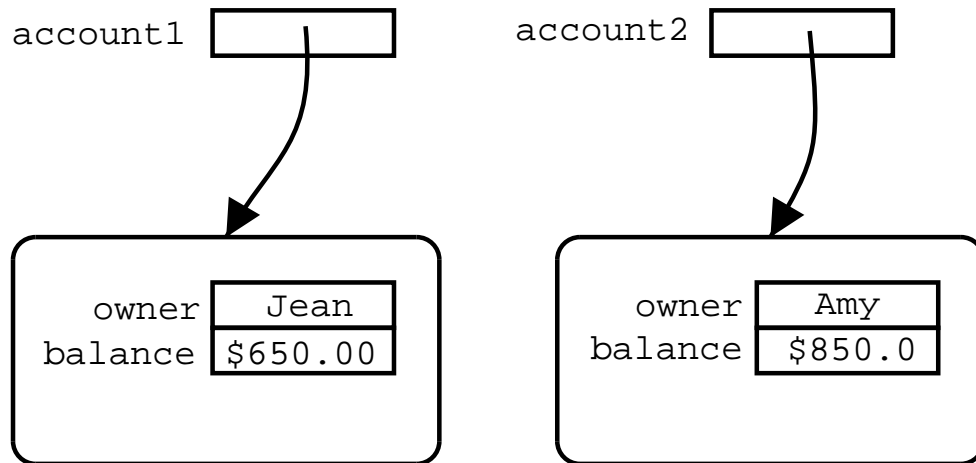 account1
account2
owner Jean
balance $650.00
owner Amy
balance $850.0